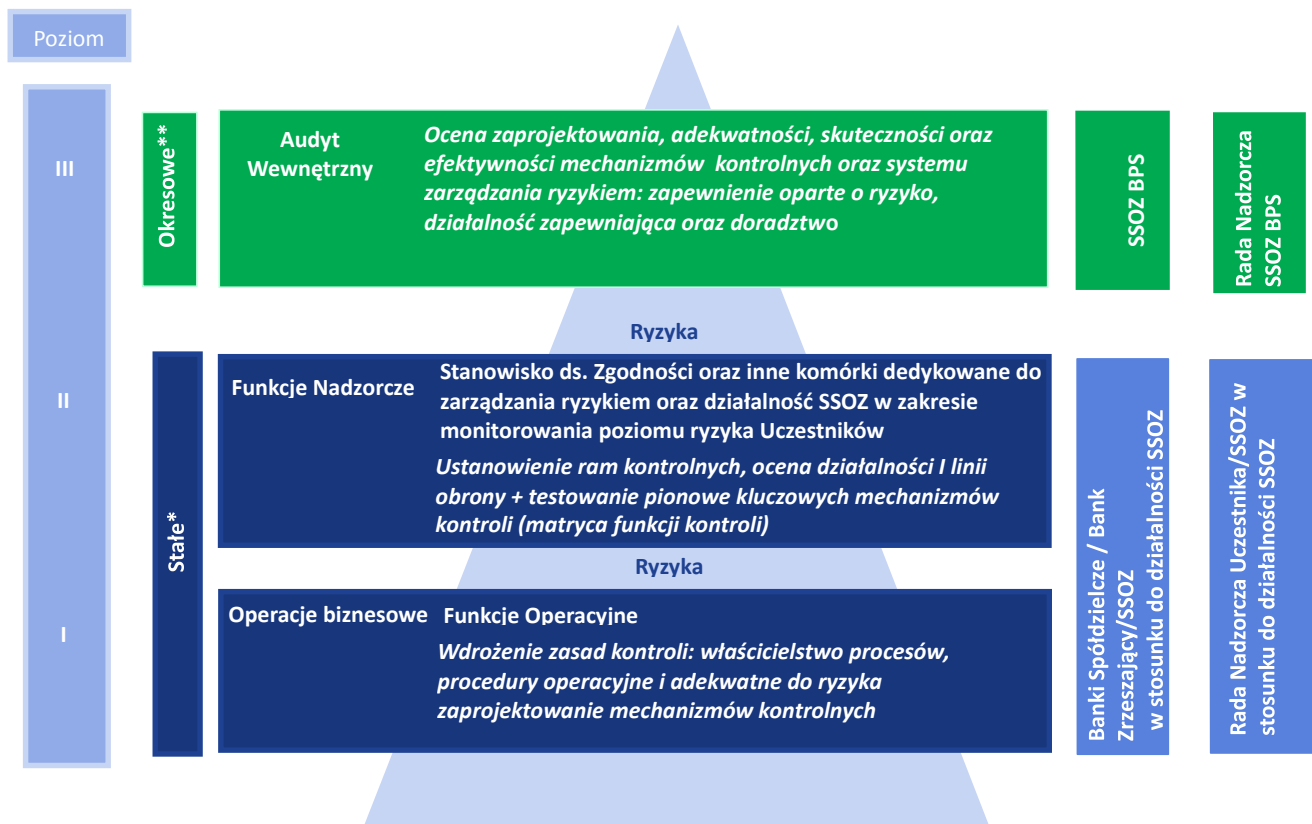 Poziom
III
II
I
Okresowe**
Audyt
Wewnętrzny
Ocena zaprojektowania, adekwatności, skuteczności oraz
efektywności mechanizmów kontrolnych oraz systemu
zarządzania ryzykiem: zapewnienie oparte o ryzyko,
działalność zapewniająca oraz doradztwo
SSOZ BPS
Rada Nadzorcza
SSOZ BPS
Ryzyka
Stałe*
Funkcje Nadzorcze
Stanowisko ds. Zgodności oraz inne komórki dedykowane do
zarządzania ryzykiem oraz działalność SSOZ w zakresie
monitorowania poziomu ryzyka Uczestników
Ustanowienie ram kontrolnych, ocena działalności I linii
obrony + testowanie pionowe kluczowych mechanizmów
kontroli (matryca funkcji kontroli)
Ryzyka
Operacje biznesowe
Funkcje Operacyjne
Wdrożenie zasad kontroli: właścicielstwo procesów,
procedury operacyjne i adekwatne do ryzyka
zaprojektowanie mechanizmów kontrolnych
Banki Spółdzielcze / Bank
Zrzeszający/SSOZ
w stosunku do działalności SSOZ
Rada Nadzorcza Uczestnika/SSOZ w
stosunku do działalności SSOZ